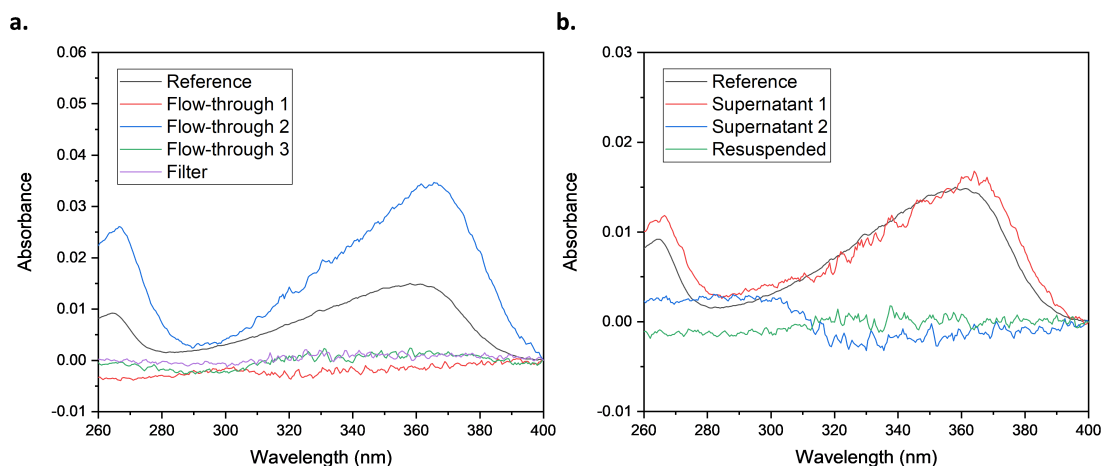 a.
0.06
0.05
0.04
0.03
0.02
0.01
0.00
-0.01
Absorbance
Reference
Flow-through 1
Flow-through 2
Flow-through 3
Filter
260 280 300 320 340 360 380 400
Wavelength (nm)
b.
0.03
0.02
0.01
0.00
-0.01
Absorbance
Reference
Supernatant 1
Supernatant 2
Resuspended
260 280 300 320 340 360 380 400
Wavelength (nm)